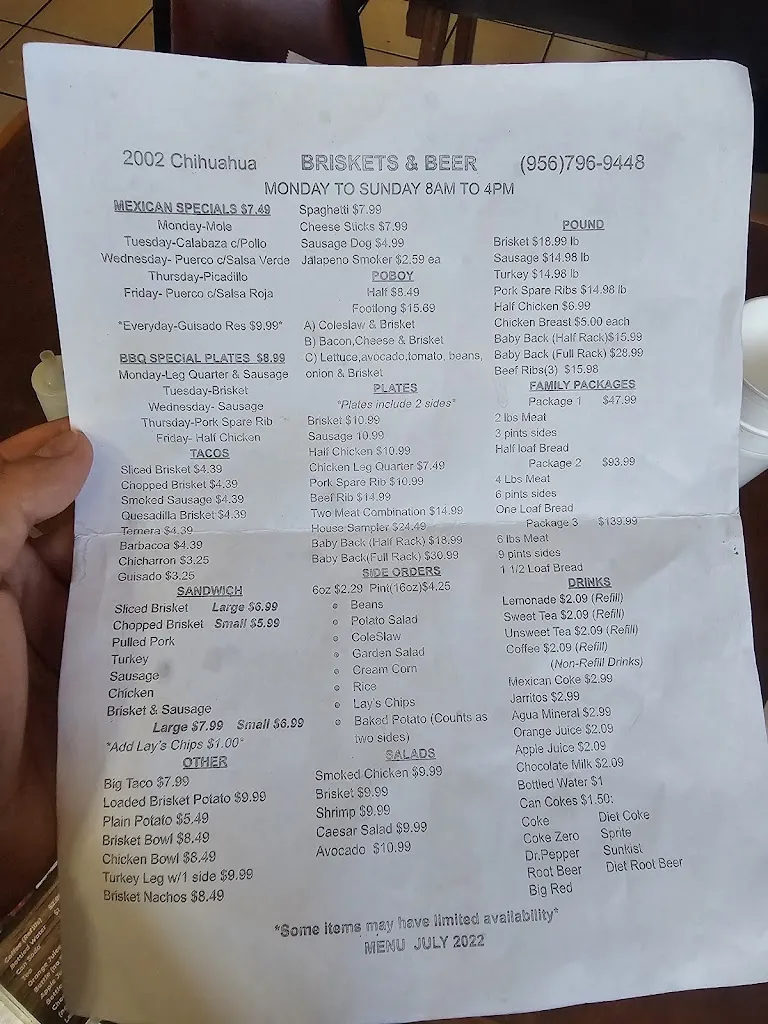 2002 Chihuahua BRISKETS & BEER (956)796-9448
MONDAY TO SUNDAY 8AM TO 4PM
MEXICAN SPECIALS $7.49
Monday-Mole
Tuesday-Calabaza c/Pollo
Wednesday- Puerco c/Salsa Verde
Thursday-Picadillo
Friday- Puerco c/Salsa Roja
*Everyday-Guisado Res $9.99*
BBQ SPECIAL PLATES $8.99
Monday-Leg Quarter & Sausage
Tuesday-Brisket
Wednesday- Sausage
Thursday-Pork Spare Rib
Friday- Half Chicken
TACOS
Sliced Brisket $4.39
Chopped Brisket $4.39
Smoked Sausage $4.39
Quesadilla Brisket $4.39
Ternera $4.39
Barbacoa $4.39
Chicharron $3.25
Guisado $3.25
SANDWICH
Sliced Brisket Large $6.99
Chopped Brisket Small $5.99
Pulled Pork
Turkey
Sausage
Chicken
Brisket & Sausage
Large $7.99 Small $6.99
*Add Lay's Chips $1.00*
OTHER
Big Taco $7.99
Loaded Brisket Potato $9.99
Plain Potato $5.49
Brisket Bowl $8.49
Chicken Bowl $8.49
Turkey Leg w/1 side $9.99
Brisket Nachos $8.49
Spaghetti $7.99
Cheese Sticks $7.99
Sausage Dog $4.99
Jalapeno Smoker $2.59 ea
POBOY
Half $8.49
Footlong $15.69
A) Coleslaw & Brisket
B) Bacon,Cheese & Brisket
C) Lettuce,avocado,tomato, beans,
onion & Brisket
PLATES
*Plates include 2 sides*
Brisket $10.99
Sausage 10.99
Half Chicken $10.99
Chicken Leg Quarter $7.49
Pork Spare Rib $10.99
Beef Rib $14.99
Two Meat Combination $14.99
House Sampler $24.49
Baby Back (Half Rack) $18.99
Baby Back(Full Rack) $30.99
SIDE ORDERS
6oz $2.29 Pint(16oz)$4.25
Beans
Potato Salad
ColeSlaw
Garden Salad
Cream Corn
Rice
Lay's Chips
Baked Potato (Counts as
two sides)
SALADS
Smoked Chicken $9.99
Brisket $9.99
Shrimp $9.99
Caesar Salad $9.99
Avocado $10.99
POUND
Brisket $18.99 lb
Sausage $14.98 lb
Turkey $14.98 lb
Pork Spare Ribs $14.98 lb
Half Chicken $6.99
Chicken Breast $5.00 each
Baby Back (Half Rack)$15.99
Baby Back (Full Rack) $28.99
Beef Ribs(3) $15.98
FAMILY PACKAGES
Package 1 $47.99
2 lbs Meat
3 pints sides
Half loaf Bread
Package 2 $93.99
4 Lbs Meat
6 pints sides
One Loaf Bread
Package 3 $139.99
6 lbs Meat
9 pints sides
1 1/2 Loaf Bread
DRINKS
Lemonade $2.09 (Refill)
Sweet Tea $2.09 (Refill)
Unsweet Tea $2.09 (Refill)
Coffee $2.09 (Refill)
(Non-Refill Drinks)
Mexican Coke $2.99
Jarritos $2.99
Agua Mineral $2.99
Orange Juice $2.09
Apple Juice $2.09
Chocolate Milk $2.09
Bottled Water $1
Can Cokes $1.50:
Coke Diet Coke
Coke Zero Sprite
Dr.Pepper Sunkist
Root Beer Diet Root Beer
Big Red
*Some items may have limited availability*
MENU JULY 2022